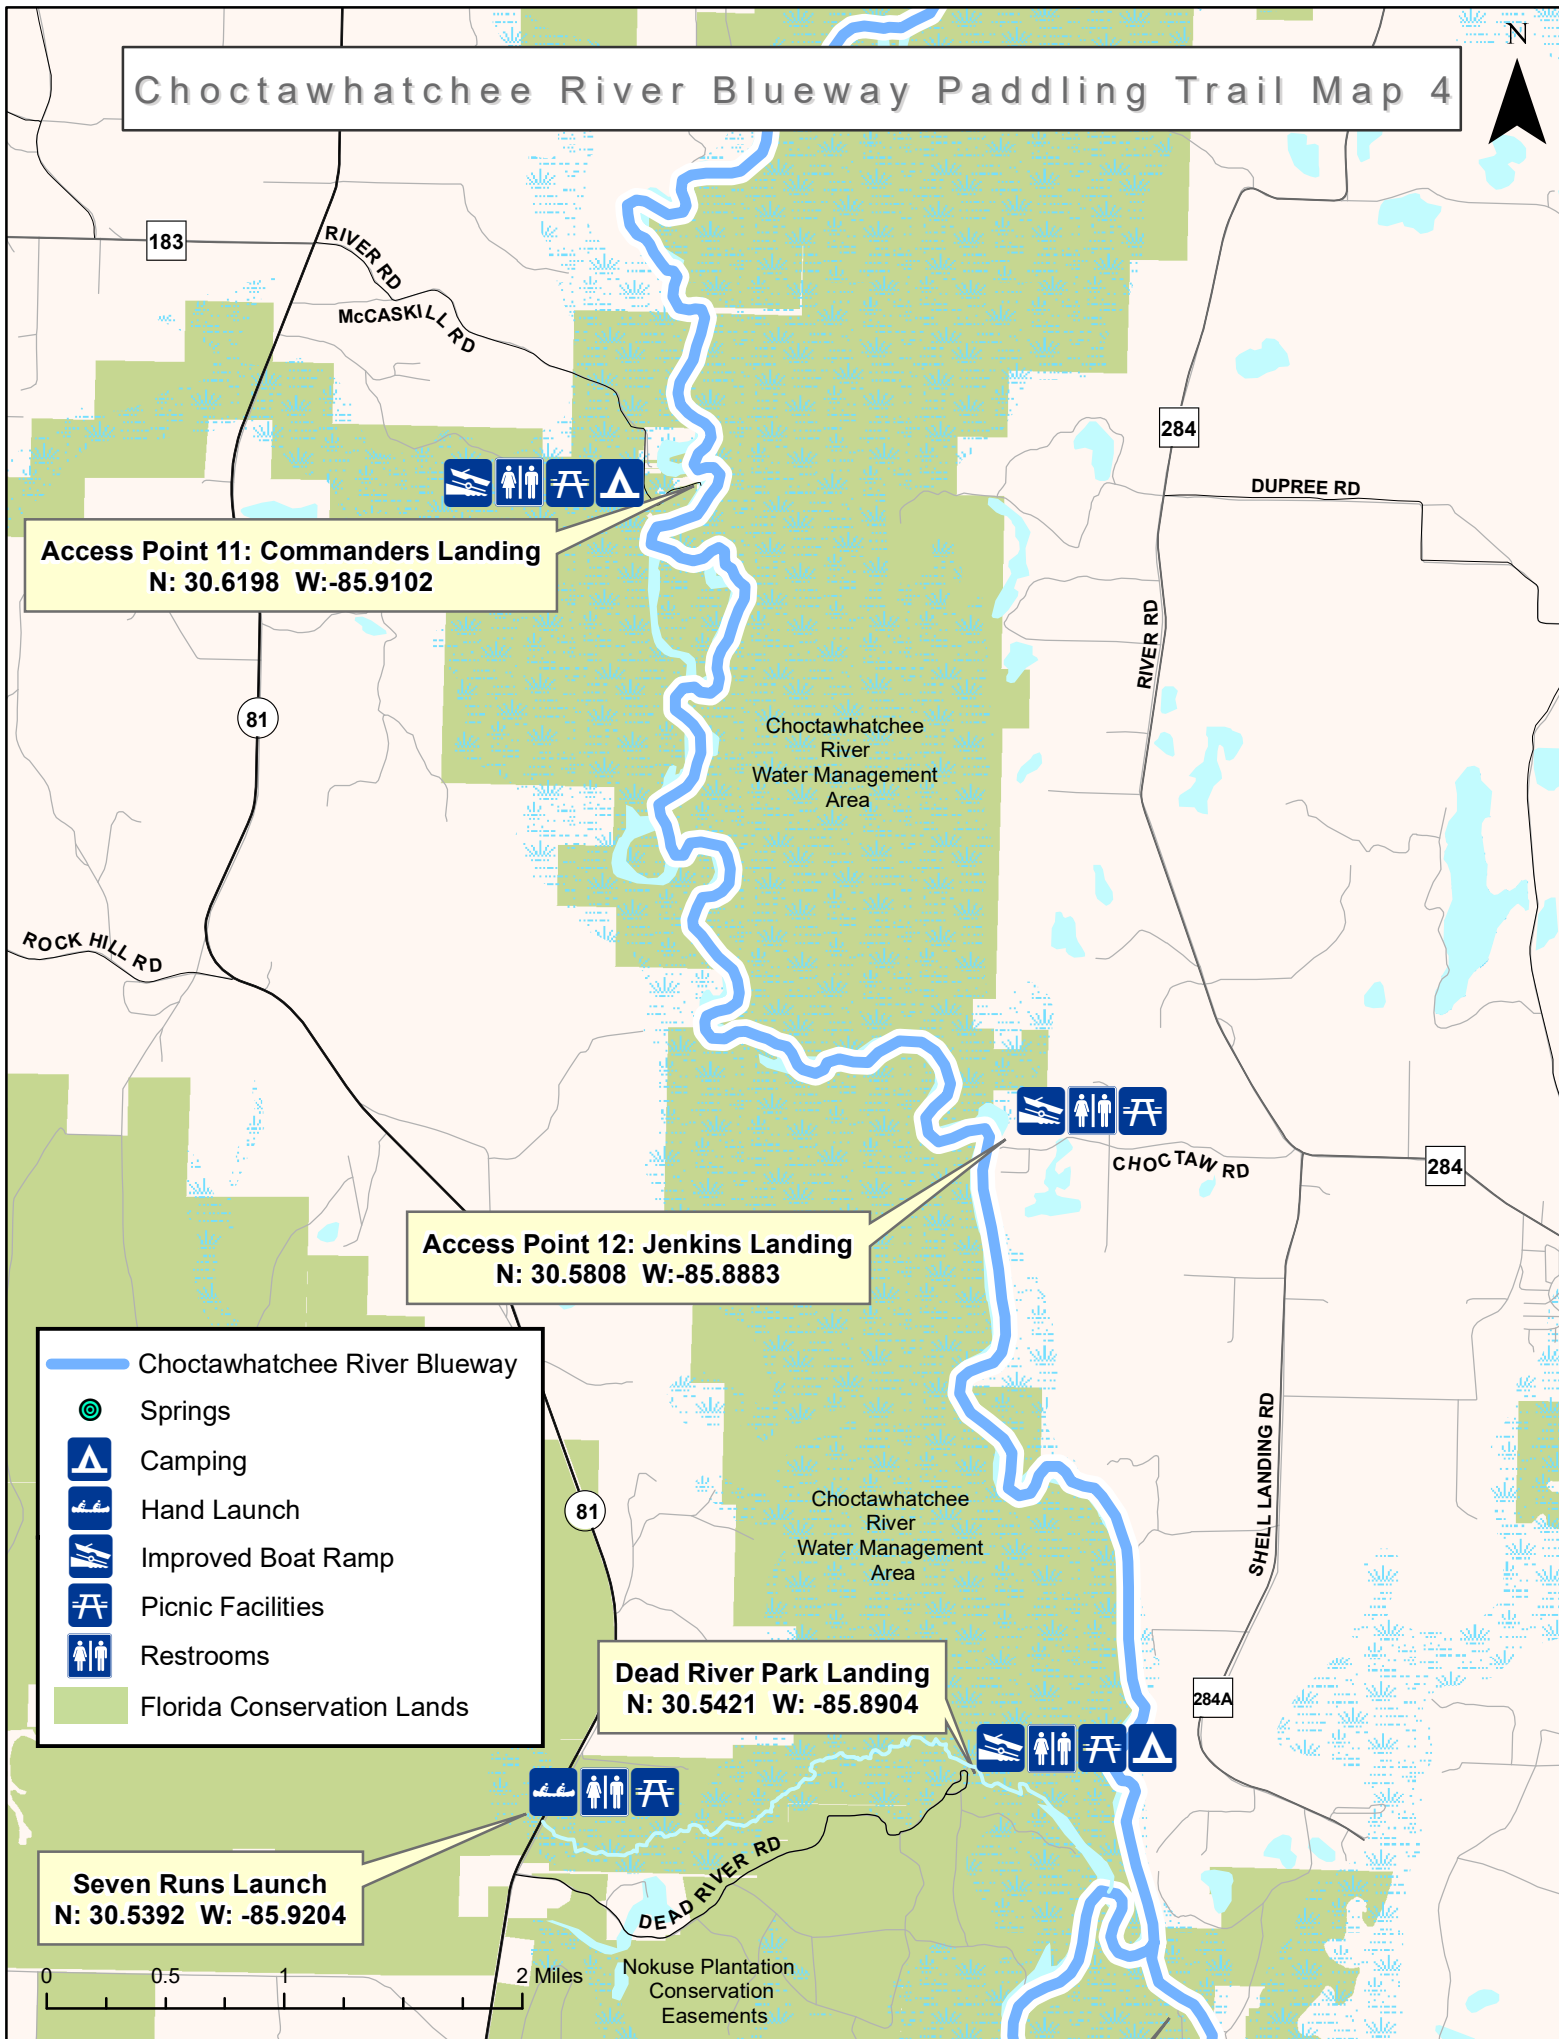 N
Choctawhatchee River Blueway Paddling Trail Map 4
183
RIVER RD
McCASKILL RD
284
DUPREE RD
Access Point 11: Commanders Landing
N: 30.6198 W:-85.9102
RIVER RD
81
Choctawhatchee
River
Water Management
Area
ROCK HILL RD
CHOCTAW RD
284
Access Point 12: Jenkins Landing
N: 30.5808 W:-85.8883
Choctawhatchee River Blueway
Springs
Camping
Hand Launch
Improved Boat Ramp
Picnic Facilities
Restrooms
Florida Conservation Lands
81
SHELL LANDING RD
Choctawhatchee
River
Water Management
Area
Dead River Park Landing
N: 30.5421 W: -85.8904
284A
Seven Runs Launch
N: 30.5392 W: -85.9204
DEAD RIVER RD
Nokuse Plantation
Conservation
Easements
0 0.5 1 2 Miles